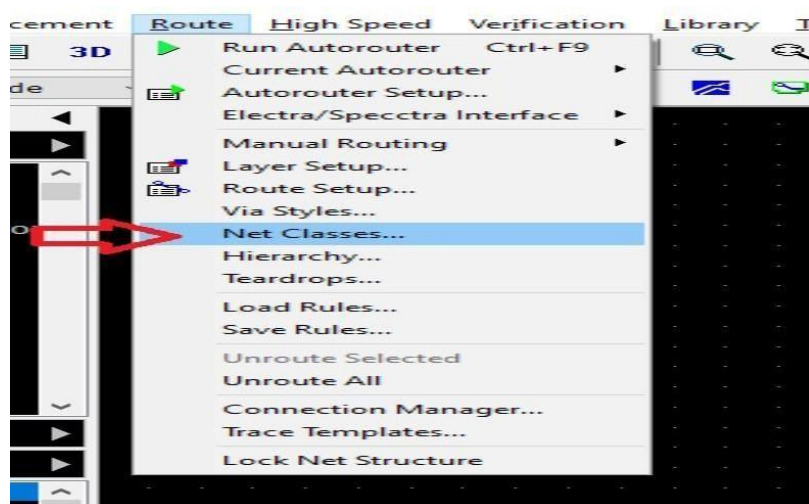 cement Route High Speed Verification Library
3D
Run Autorouter Ctrl+F9
Current Autorouter
de
Autorouter Setup...
Electra/Specctra Interface
Manual Routing
Layer Setup...
Route Setup...
Via Styles...
o
Net Classes...
Hierarchy...
Teardrops...
Load Rules...
Save Rules...
Unroute Selected
Unroute All
Connection Manager...
Trace Templates...
Lock Net Structure